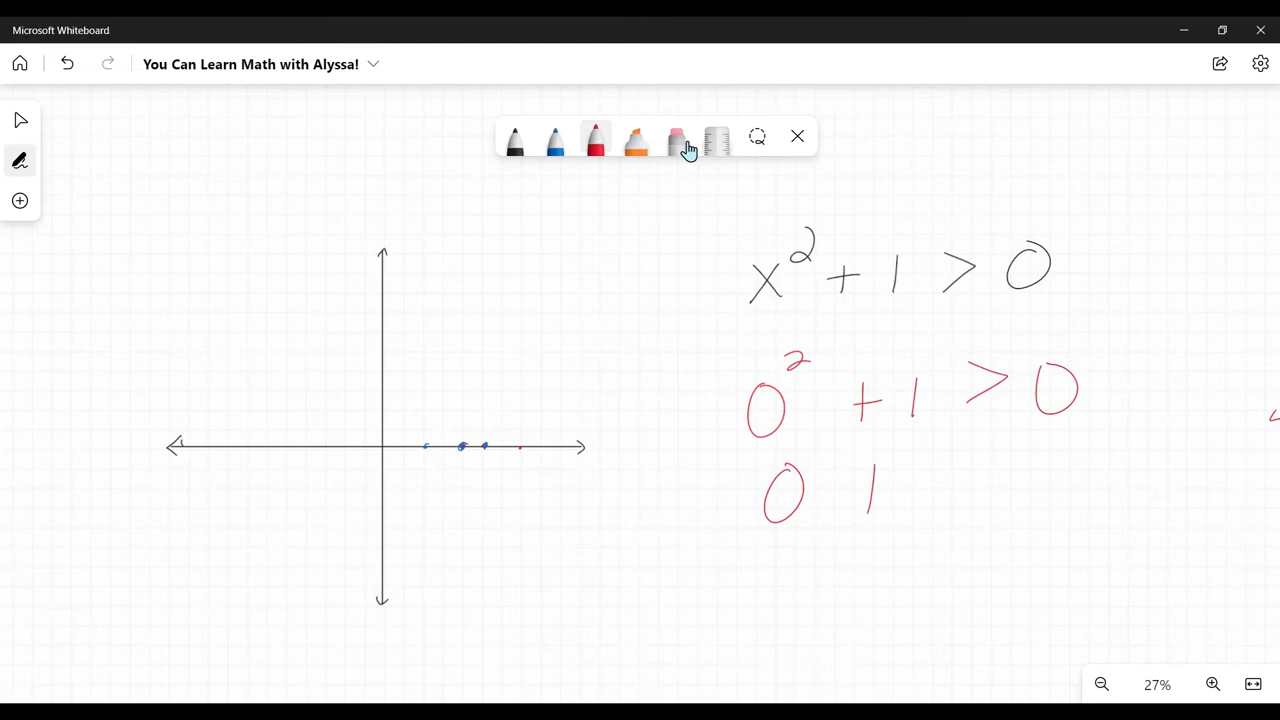 Microsoft Whiteboard
You Can Learn Math with Alyssa!
x² + 1 > 0
0² + 1 > 0
0 1
27%